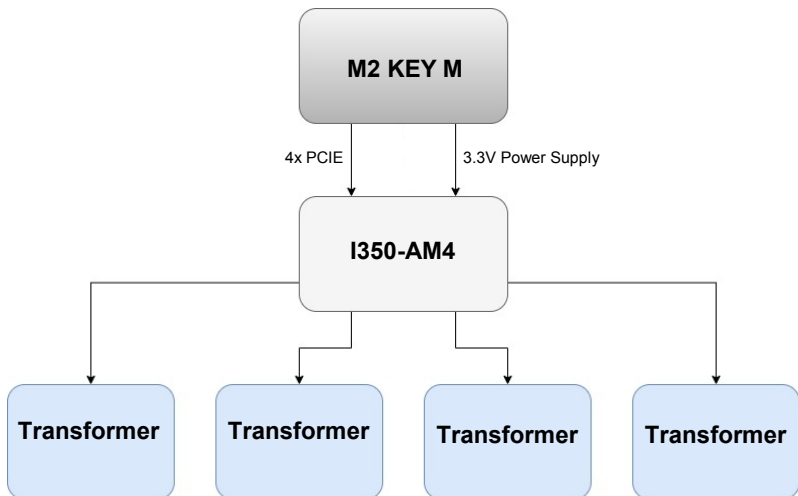 M2 KEY M
4x PCIE
3.3V Power Supply
I350-AM4
Transformer
Transformer
Transformer
Transformer